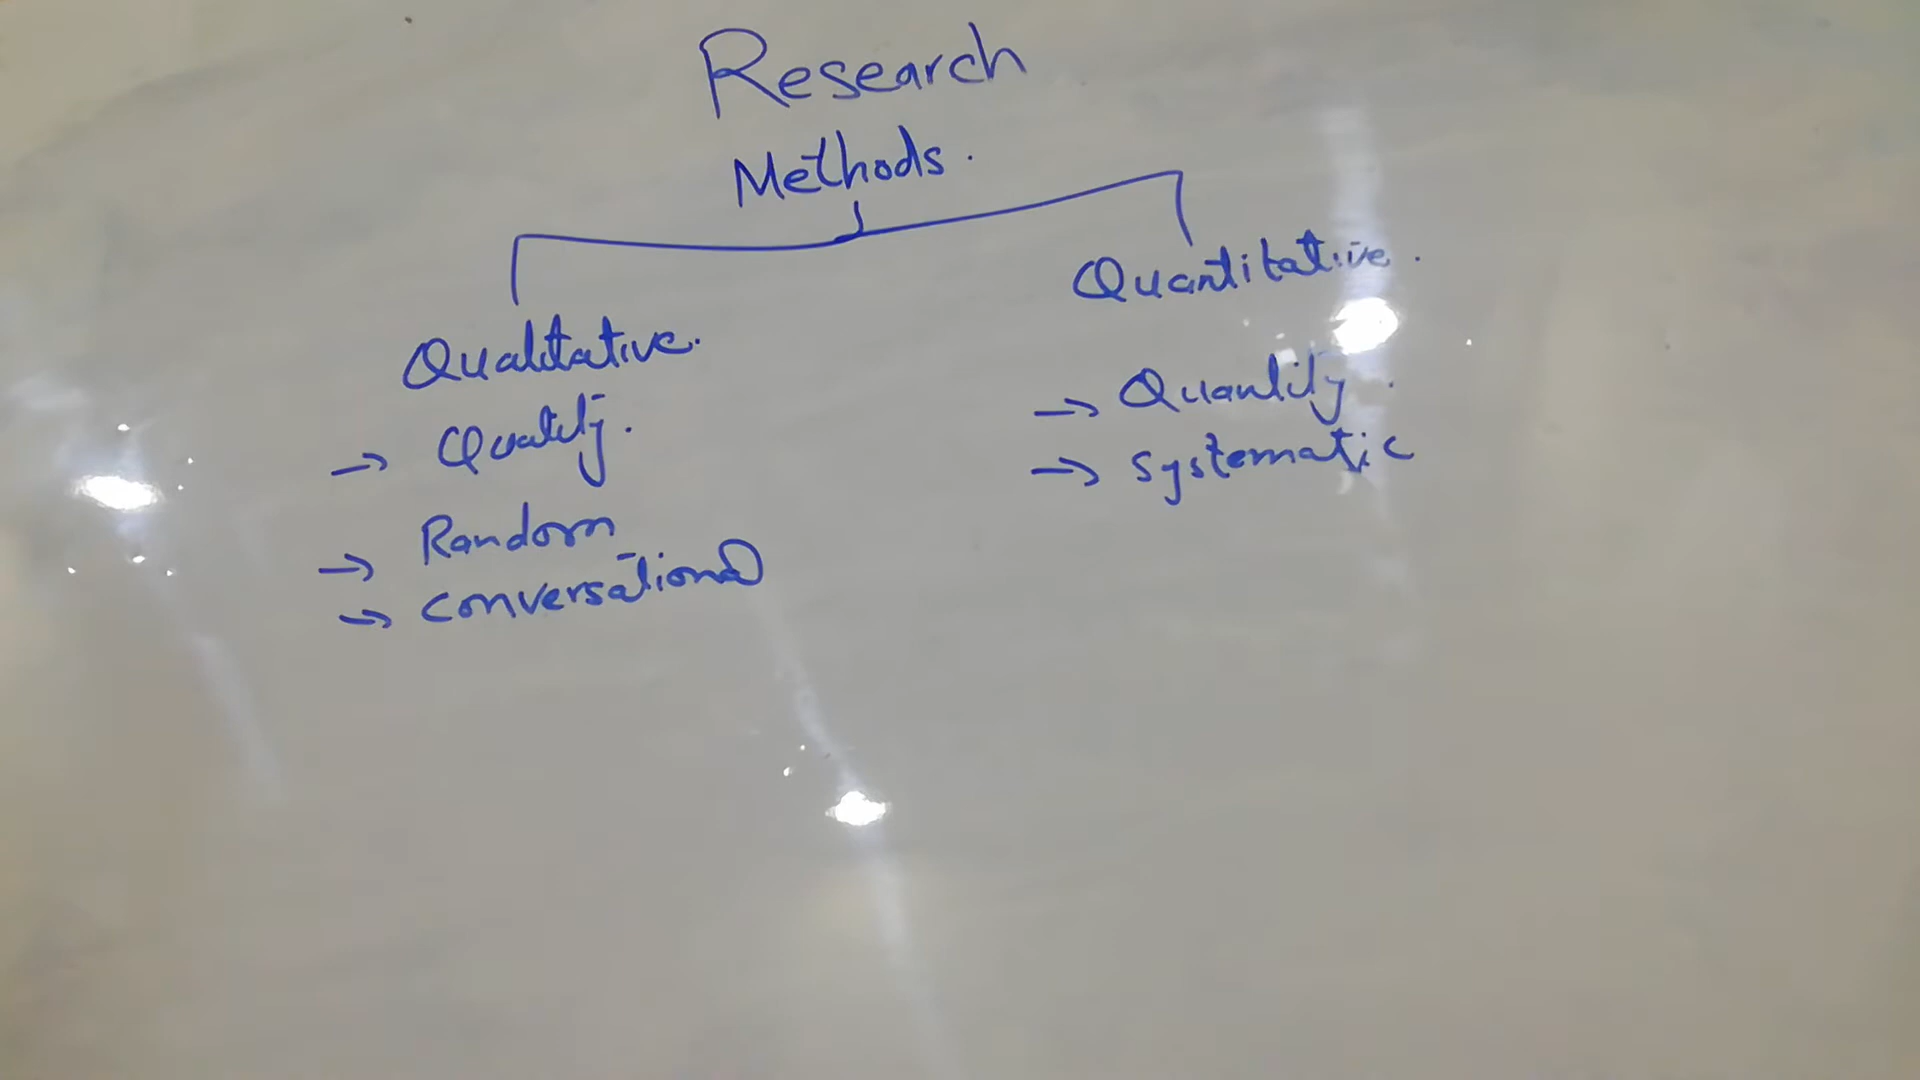 Research
Methods.
Qualitative.
→ Quality.
→ Random
→ conversational
Quantitative.
→ Quantity.
→ systematic